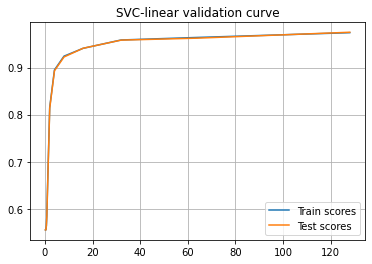 SVC-linear validation curve
0.9
0.8
0.7
0.6
0 20 40 60 80 100 120
Train scores
Test scores